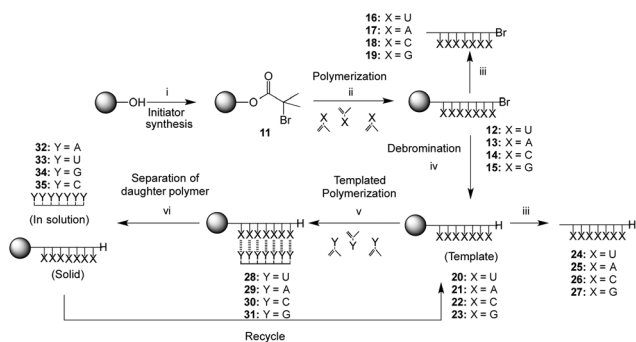 16: X = U
17: X = A
18: X = C
19: X = G
Br
XXXXXXX
iii
OH
i
Initiator
synthesis
O
O
Br
11
Polymerization
ii
X
X
X
Br
XXXXXXX
12: X = U
13: X = A
14: X = C
15: X = G
Debromination
iv
32: Y = A
33: Y = U
34: Y = G
35: Y = C
YYYYYYY
(In solution)
H
XXXXXXX
(Solid)
Separation of
daughter polymer
vi
H
XXXXXXX
YYYYYYY
28: Y = U
29: Y = A
30: Y = C
31: Y = G
Templated
Polymerization
v
Y
Y
Y
H
XXXXXXX
(Template)
20: X = U
21: X = A
22: X = C
23: X = G
iii
H
XXXXXXX
24: X = U
25: X = A
26: X = C
27: X = G
Recycle